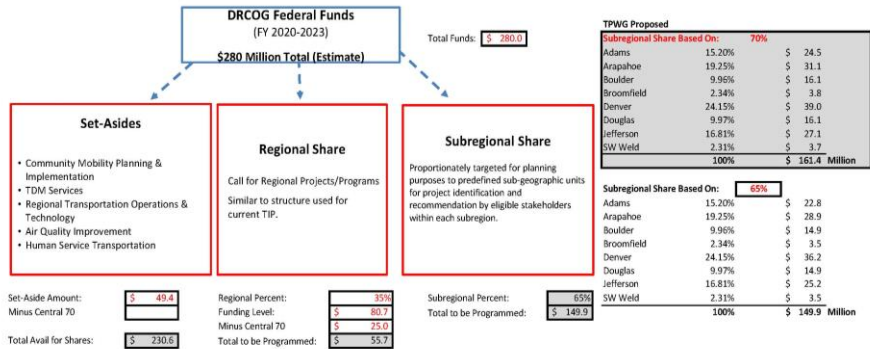 DRCOG Federal Funds
(FY 2020-2023)
$280 Million Total (Estimate)
Total Funds: $ 280.0
Set-Asides
• Community Mobility Planning &
Implementation
• TDM Services
• Regional Transportation Operations &
Technology
• Air Quality Improvement
• Human Service Transportation
Regional Share
Call for Regional Projects/Programs
Similar to structure used for
current TIP.
Subregional Share
Proportionately targeted for planning
purposes to predefined sub-geographic units
for project identification and
recommendation by eligible stakeholders
within each subregion.
Set-Aside Amount: $ 49.4
Minus Central 70
Total Avail for Shares: $ 230.6
Regional Percent: 35%
Funding Level: $ 80.7
Minus Central 70 $ 25.0
Total to be Programmed: $ 55.7
Subregional Percent: 65%
Total to be Programmed: $ 149.9
TPWG Proposed
Subregional Share Based On: 70%
Adams 15.20% $ 24.5
Arapahoe 19.25% $ 31.1
Boulder 9.96% $ 16.1
Broomfield 2.34% $ 3.8
Denver 24.15% $ 39.0
Douglas 9.97% $ 16.1
Jefferson 16.81% $ 27.1
SW Weld 2.31% $ 3.7
100% $ 161.4 Million
Subregional Share Based On: 65%
Adams 15.20% $ 22.8
Arapahoe 19.25% $ 28.9
Boulder 9.96% $ 14.9
Broomfield 2.34% $ 3.5
Denver 24.15% $ 36.2
Douglas 9.97% $ 14.9
Jefferson 16.81% $ 25.2
SW Weld 2.31% $ 3.5
100% $ 149.9 Million